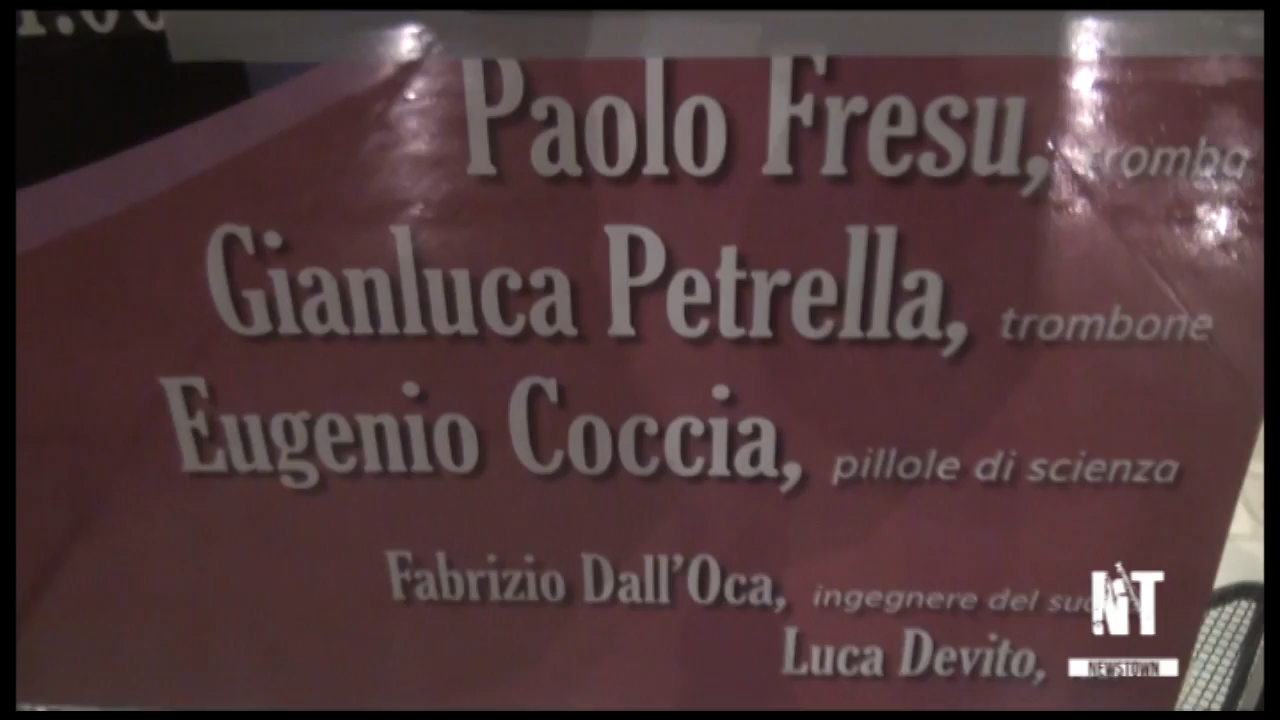 Paolo Fresu, tromba
Gianluca Petrella, trombone
Eugenio Coccia, pillole di scienza
Fabrizio Dall'Oca, ingegnere del
Luca Devito,
NT
NEWSTOWN